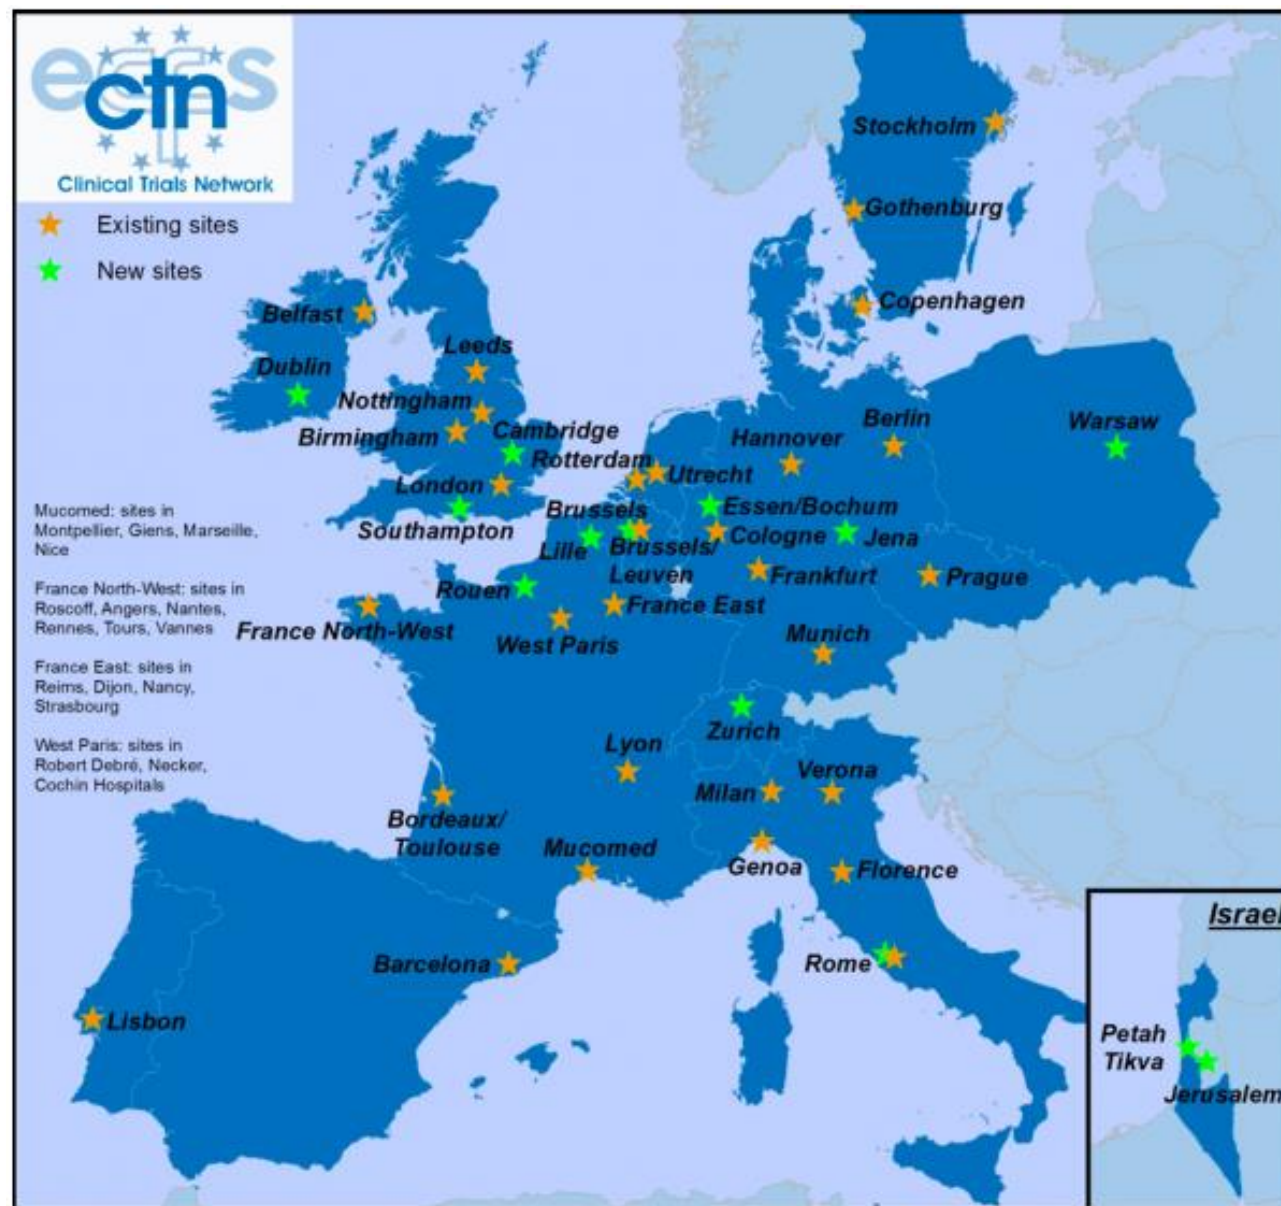 ecfs
ctn
Clinical Trials Network
Existing sites
New sites
Stockholm
Gothenburg
Copenhagen
Belfast
Dublin
Leeds
Nottingham
Birmingham
Cambridge
Rotterdam
Utrecht
London
Southampton
Hannover
Berlin
Warsaw
Essen/Bochum
Brussels
Lille
Brussels/
Leuven
Cologne
Jena
Frankfurt
Prague
Rouen
France East
France North-West
West Paris
Munich
Zurich
Lyon
Milan
Verona
Bordeaux/
Toulouse
Mucomed
Genoa
Florence
Barcelona
Rome
Lisbon
Mucomed: sites in
Montpellier, Giens, Marseille,
Nice
France North-West: sites in
Roscoff, Angers, Nantes,
Rennes, Tours, Vannes
France East: sites in
Reims, Dijon, Nancy,
Strasbourg
West Paris: sites in
Robert Debré, Necker,
Cochin Hospitals
Israel
Petah
Tikva
Jerusalem